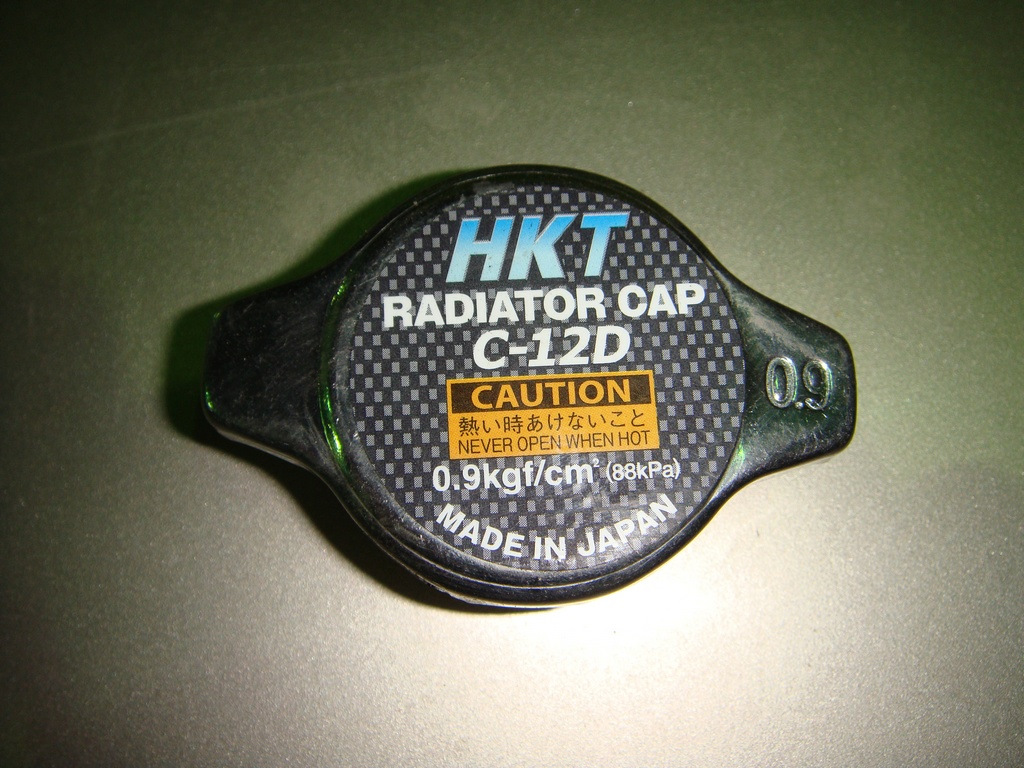 HKT
RADIATOR CAP
C-12D
CAUTION
熱い時あけないこと
NEVER OPEN WHEN HOT
0.9kgf/cm² (88kPa)
MADE IN JAPAN
0.9